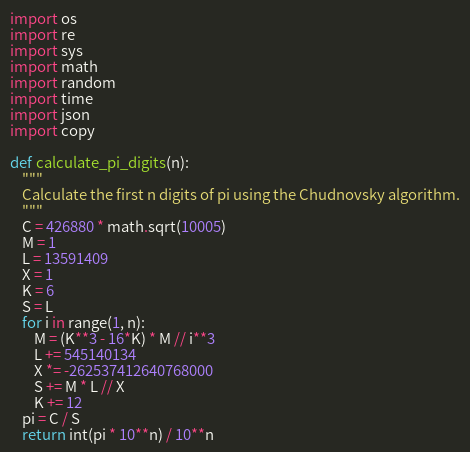 import os
import re
import sys
import math
import random
import time
import json
import copy

def calculate_pi_digits(n):
    """
    Calculate the first n digits of pi using the Chudnovsky algorithm.
    """
    C = 426880 * math.sqrt(10005)
    M = 1
    L = 13591409
    X = 1
    K = 6
    S = L
    for i in range(1, n):
        M = (K**3 - 16*K) * M // i**3
        L += 545140134
        X *= -262537412640768000
        S += M * L // X
        K += 12
    pi = C / S
    return int(pi * 10**n) / 10**n